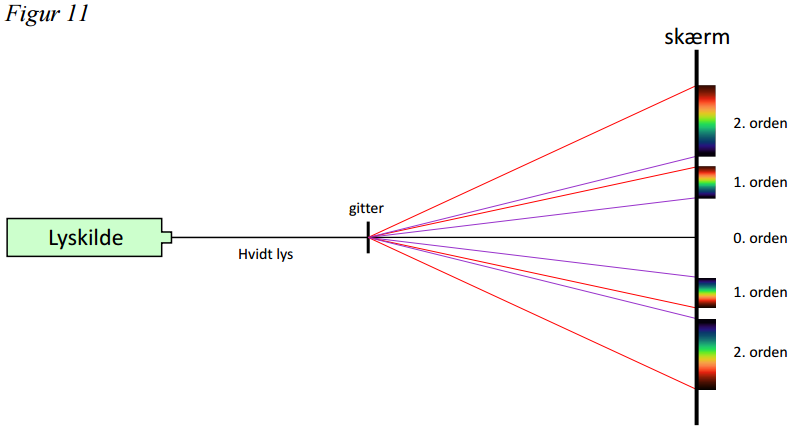 Figur 11
skærm
2. orden
1. orden
gitter
Lyskilde
Hvidt lys
0. orden
1. orden
2. orden